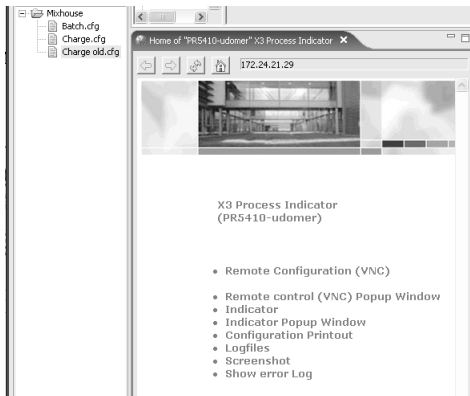 Mixhouse
Batch.cfg
Charge.cfg
Charge old.cfg
Home of "PR5410-udomer" X3 Process Indicator
172.24.21.29
X3 Process Indicator
(PR5410-udomer)
Remote Configuration (VNC)
Remote control (VNC) Popup Window
Indicator
Indicator Popup Window
Configuration Printout
Logfiles
Screenshot
Show error Log